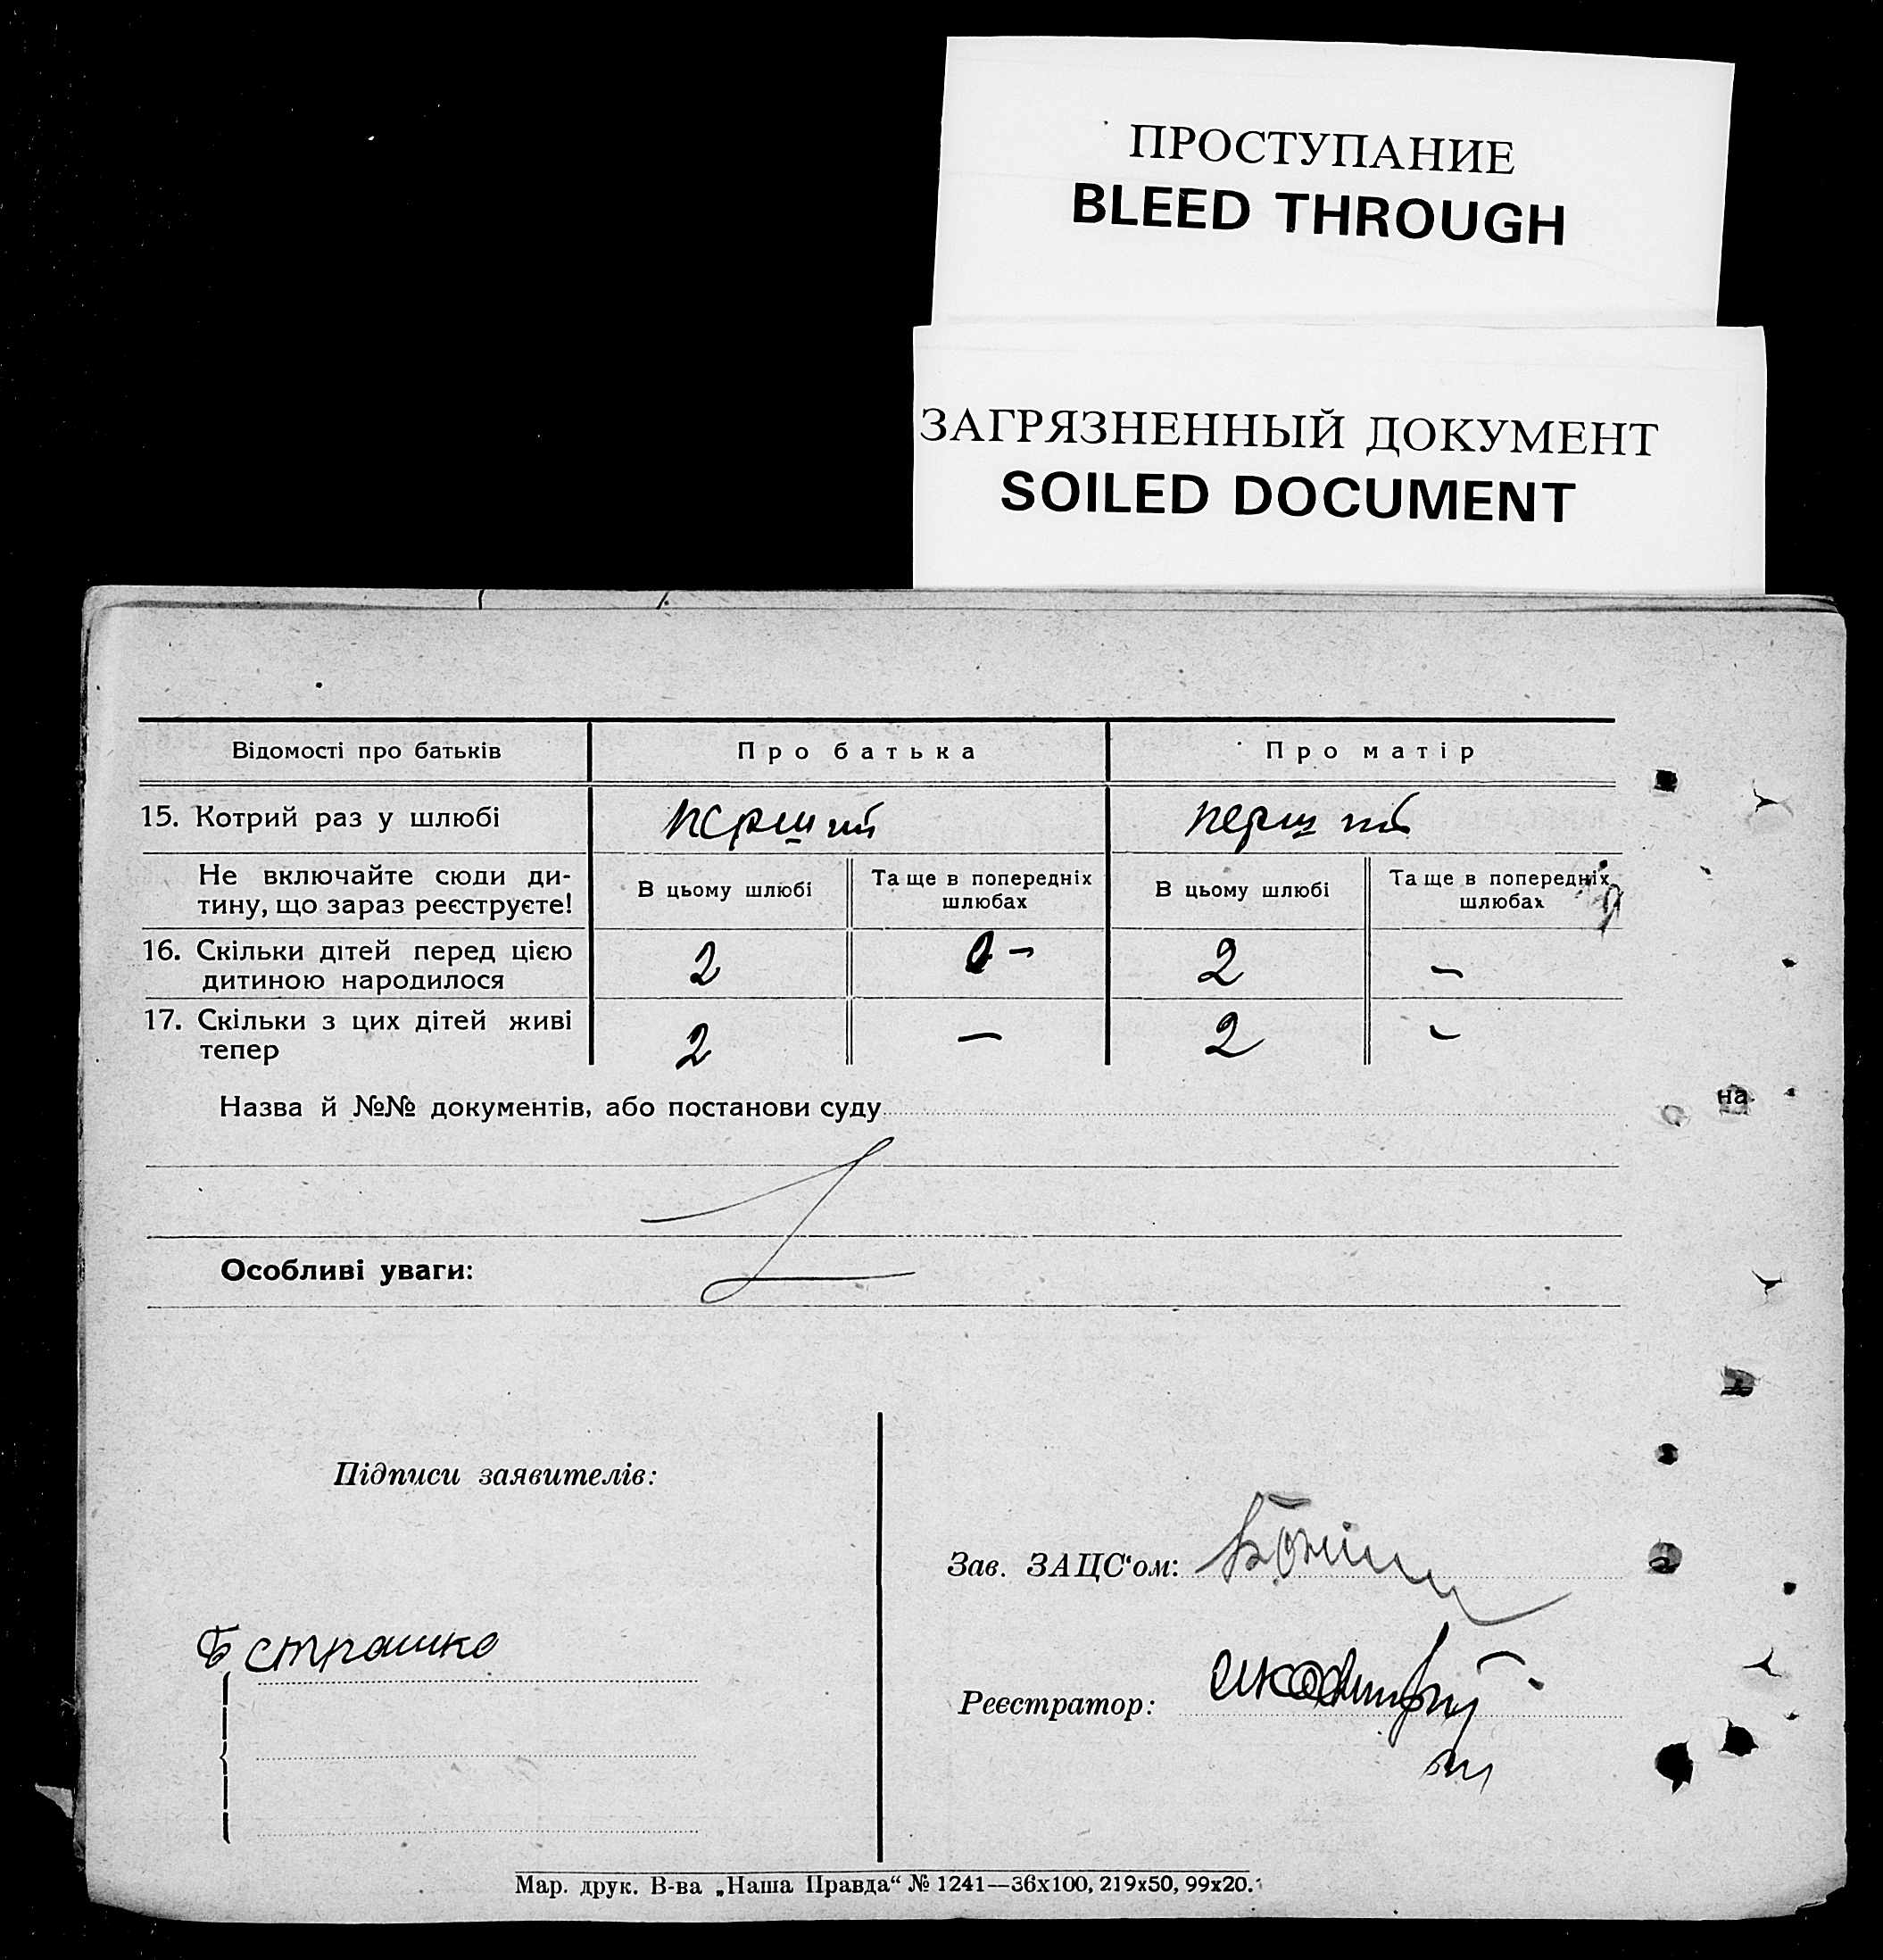 ПРОСТУПАНИЕ
BLEED THROUGH
ЗАГРЯЗНЕННЫЙ ДОКУМЕНТ
SOILED DOCUMENT
Відомості про батьків Про батька Про матір
15. Котрий раз у шлюбі перший перший
Не включайте сюди ди-
тину, що зараз реєструєте!
В цьому шлюбі
Та ще в попередніх
шлюбах
В цьому шлюбі
Та ще в попередніх
шлюбах
16. Скільки дітей перед цією
дитиною народилося
2 – 2 –
17. Скільки з цих дітей живі
тепер
2 – 2 –
Назва й №№ документів, або постанови суду
на
Особливі уваги:
Підписи заявителів:
Зав. ЗАЦС‘ом:
Б страшко
Реєстратор:
Мар. друк. В-ва „Наша Правда“ № 1241—36х100, 219х50, 99х20.